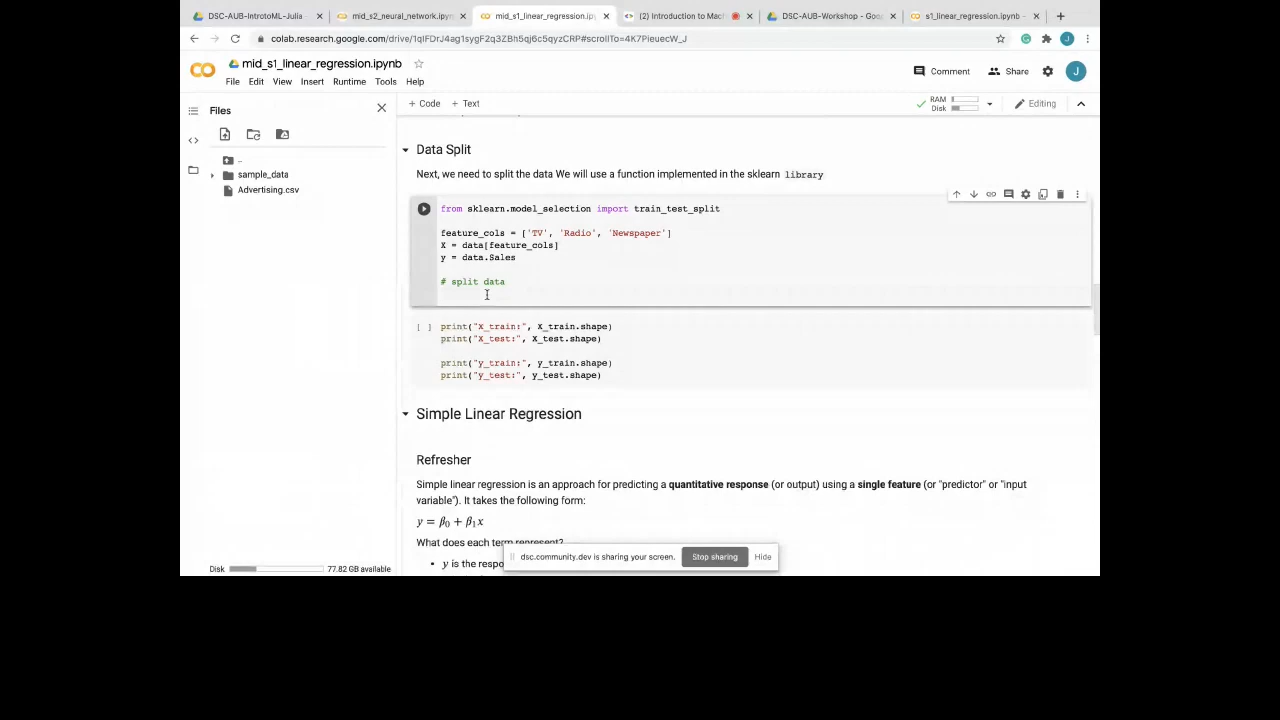 DSC-AUB-IntrotoML-Julia
mid_s2_neural_network.ipynb
mid_s1_linear_regression.ipy
(2) Introduction to Mac
DSC-AUB-Workshop - Goo
s1_linear_regression.ipynb -
colab.research.google.com/drive/1qIFDrJ4ag1sygF2q3ZBh5qj6c5qyzCRP#scrollTo=4K7PieuecW_J
J
CO mid_s1_linear_regression.ipynb
Comment Share J
File Edit View Insert Runtime Tools Help
Files
+ Code + Text
RAM
Disk
Editing
..
sample_data
Advertising.csv
Data Split
Next, we need to split the data We will use a function implemented in the sklearn library
from sklearn.model_selection import train_test_split
feature_cols = ['TV', 'Radio', 'Newspaper']
X = data[feature_cols]
y = data.Sales
# split data
[ ] print("X_train:", X_train.shape)
print("X_test:", X_test.shape)
print("y_train:", y_train.shape)
print("y_test:", y_test.shape)
Simple Linear Regression
Refresher
Simple linear regression is an approach for predicting a quantitative response (or output) using a single feature (or "predictor" or "input
variable"). It takes the following form:
y = β0 + β1x
What does each term represent?
• y is the respo
dsc.community.dev is sharing your screen. Stop sharing Hide
Disk 77.82 GB available